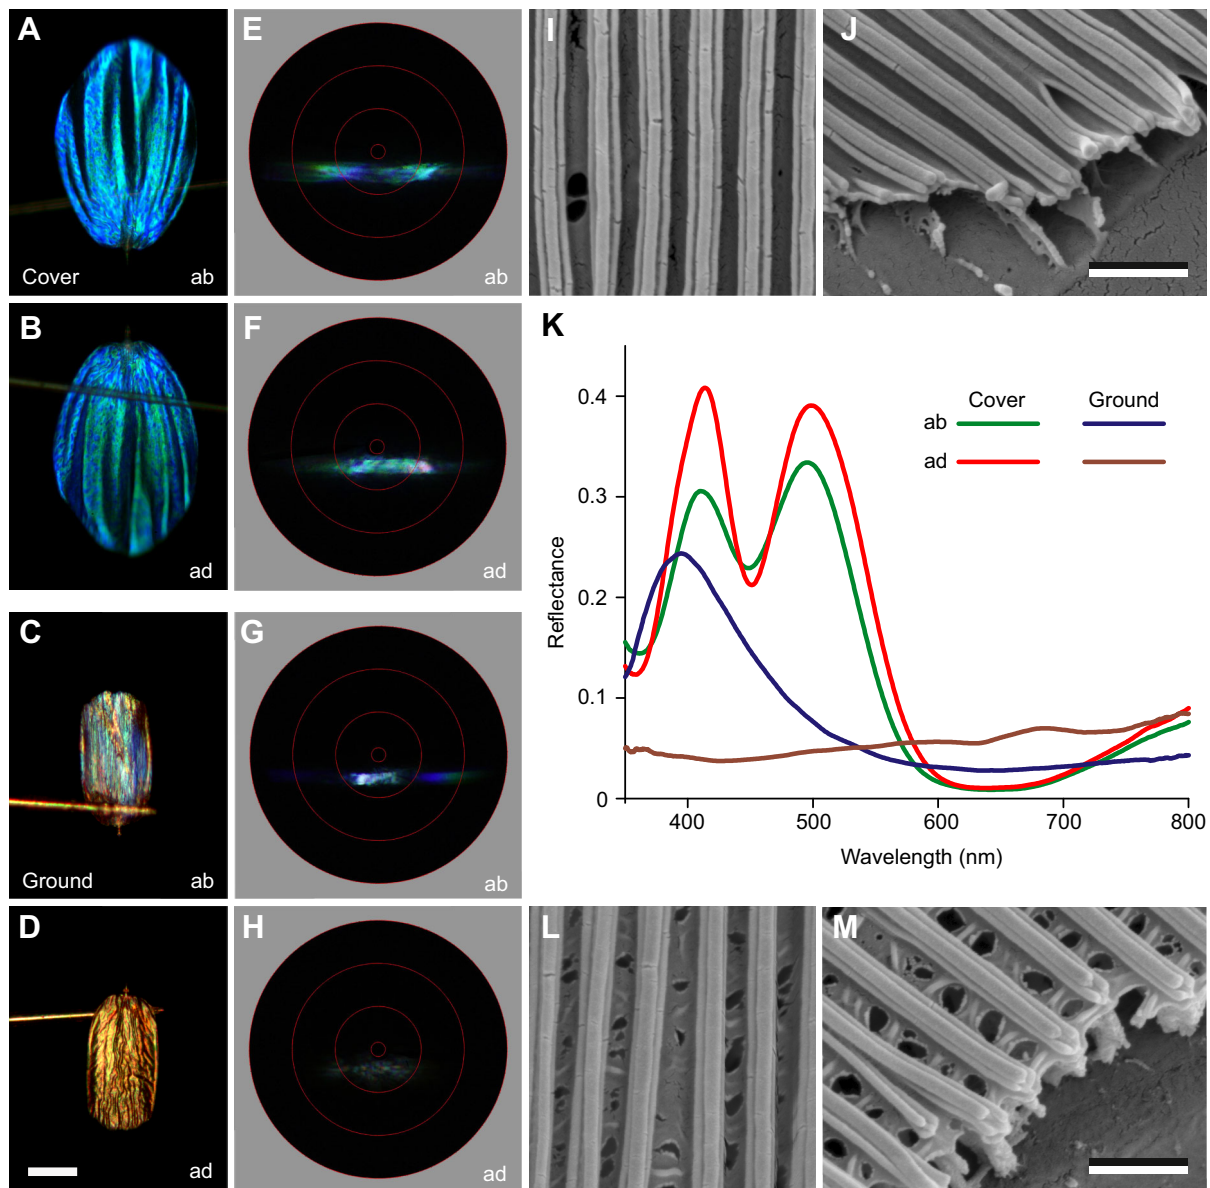 A
Cover
ab
B
ad
C
Ground
ab
D
ad
E
ab
F
ad
G
ab
H
ad
I
J
K
Reflectance
0.4
0.3
0.2
0.1
0
400
500
600
700
800
Wavelength (nm)
Cover
Ground
ab
ad
L
M